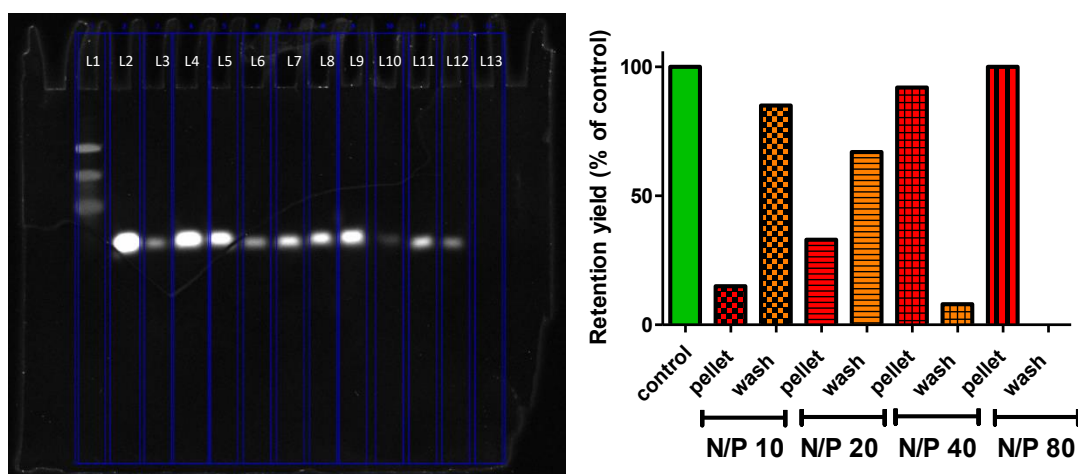 L1 L2 L3 L4 L5 L6 L7 L8 L9 L10 L11 L12 L13
Retention yield (% of control)
100
50
0
control
pellet
wash
pellet
wash
pellet
wash
pellet
wash
N/P 10 N/P 20 N/P 40 N/P 80